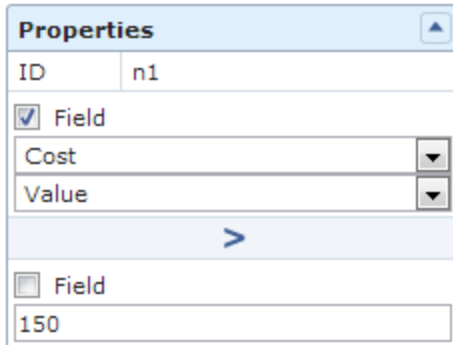 Properties
ID n1
Field
Cost
Value
>
Field
150